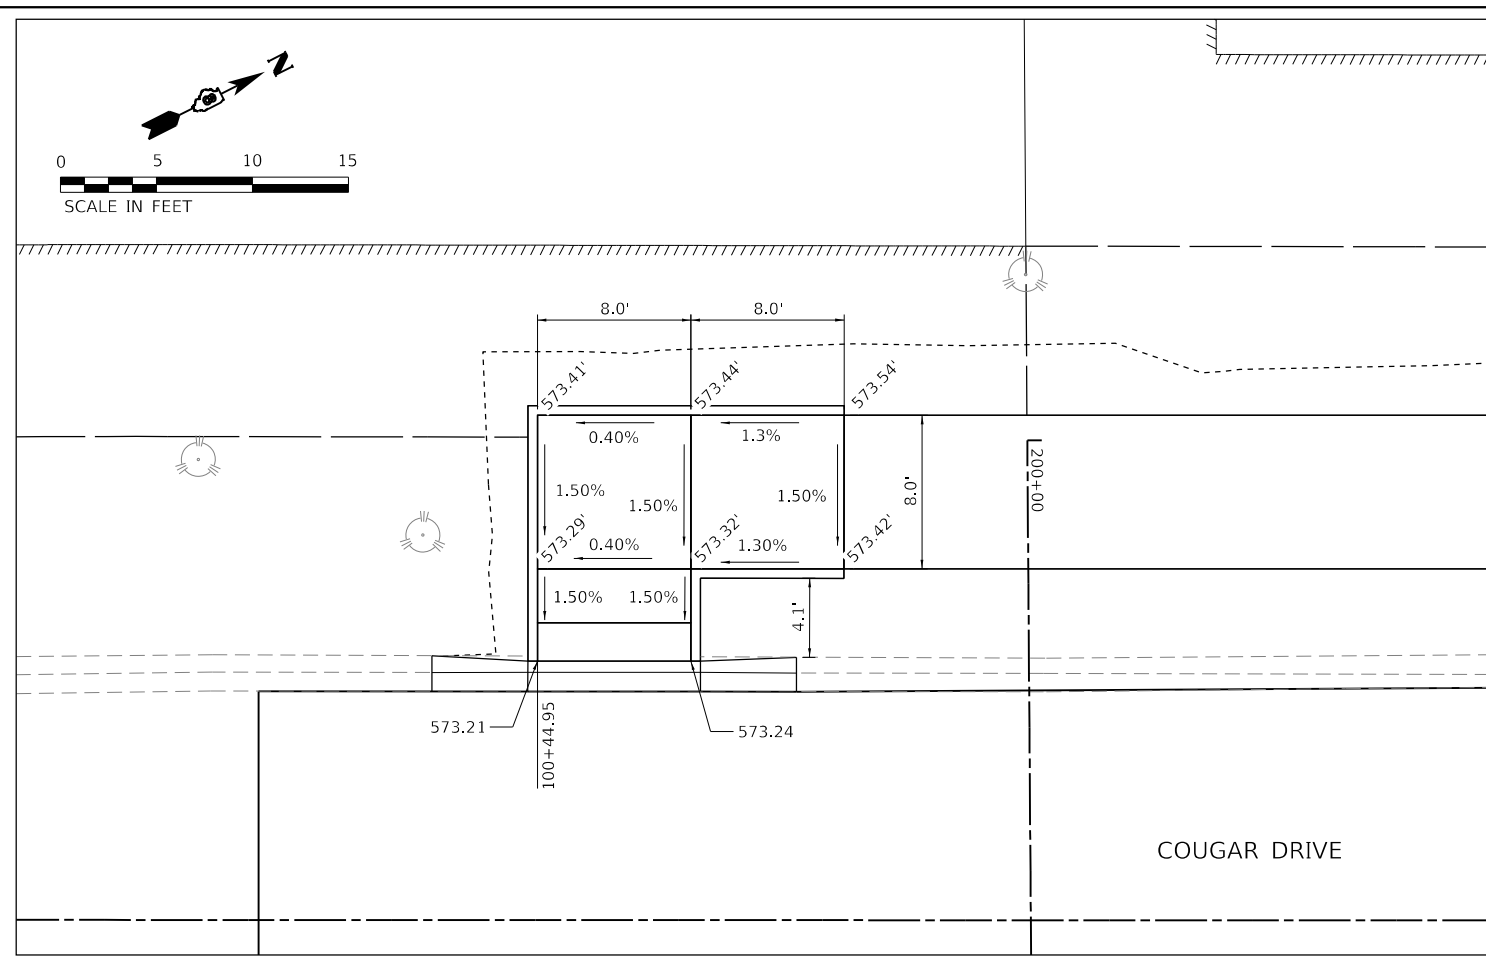 N
0 5 10 15
SCALE IN FEET
8.0' 8.0'
573.41' 573.44' 573.54'
0.40% 1.3%
1.50% 1.50% 1.50%
8.0'
200+00
573.29' 573.32' 573.42'
0.40% 1.30%
1.50% 1.50%
4.1'
573.21 573.24
100+44.95
COUGAR DRIVE